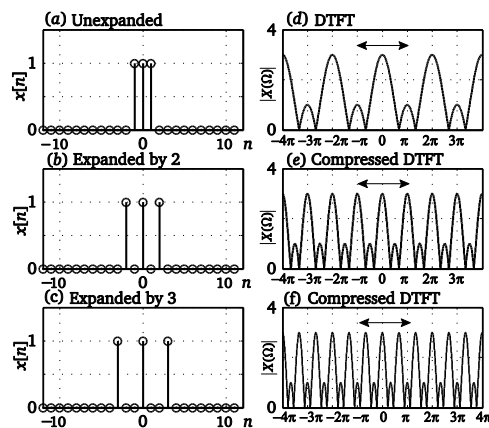 (a) Unexpanded
x[n]
1
0
−10 0 10 n
(d) DTFT
|X(Ω)|
4
0
−4π −3π −2π −π 0 π 2π 3π 4π
(b) Expanded by 2
x[n]
1
0
−10 0 10 n
(e) Compressed DTFT
|X(Ω)|
4
0
−4π −3π −2π −π 0 π 2π 3π
(c) Expanded by 3
x[n]
1
0
−10 0 10 n
(f) Compressed DTFT
|X(Ω)|
4
0
−4π −3π −2π −π 0 π 2π 3π 4π